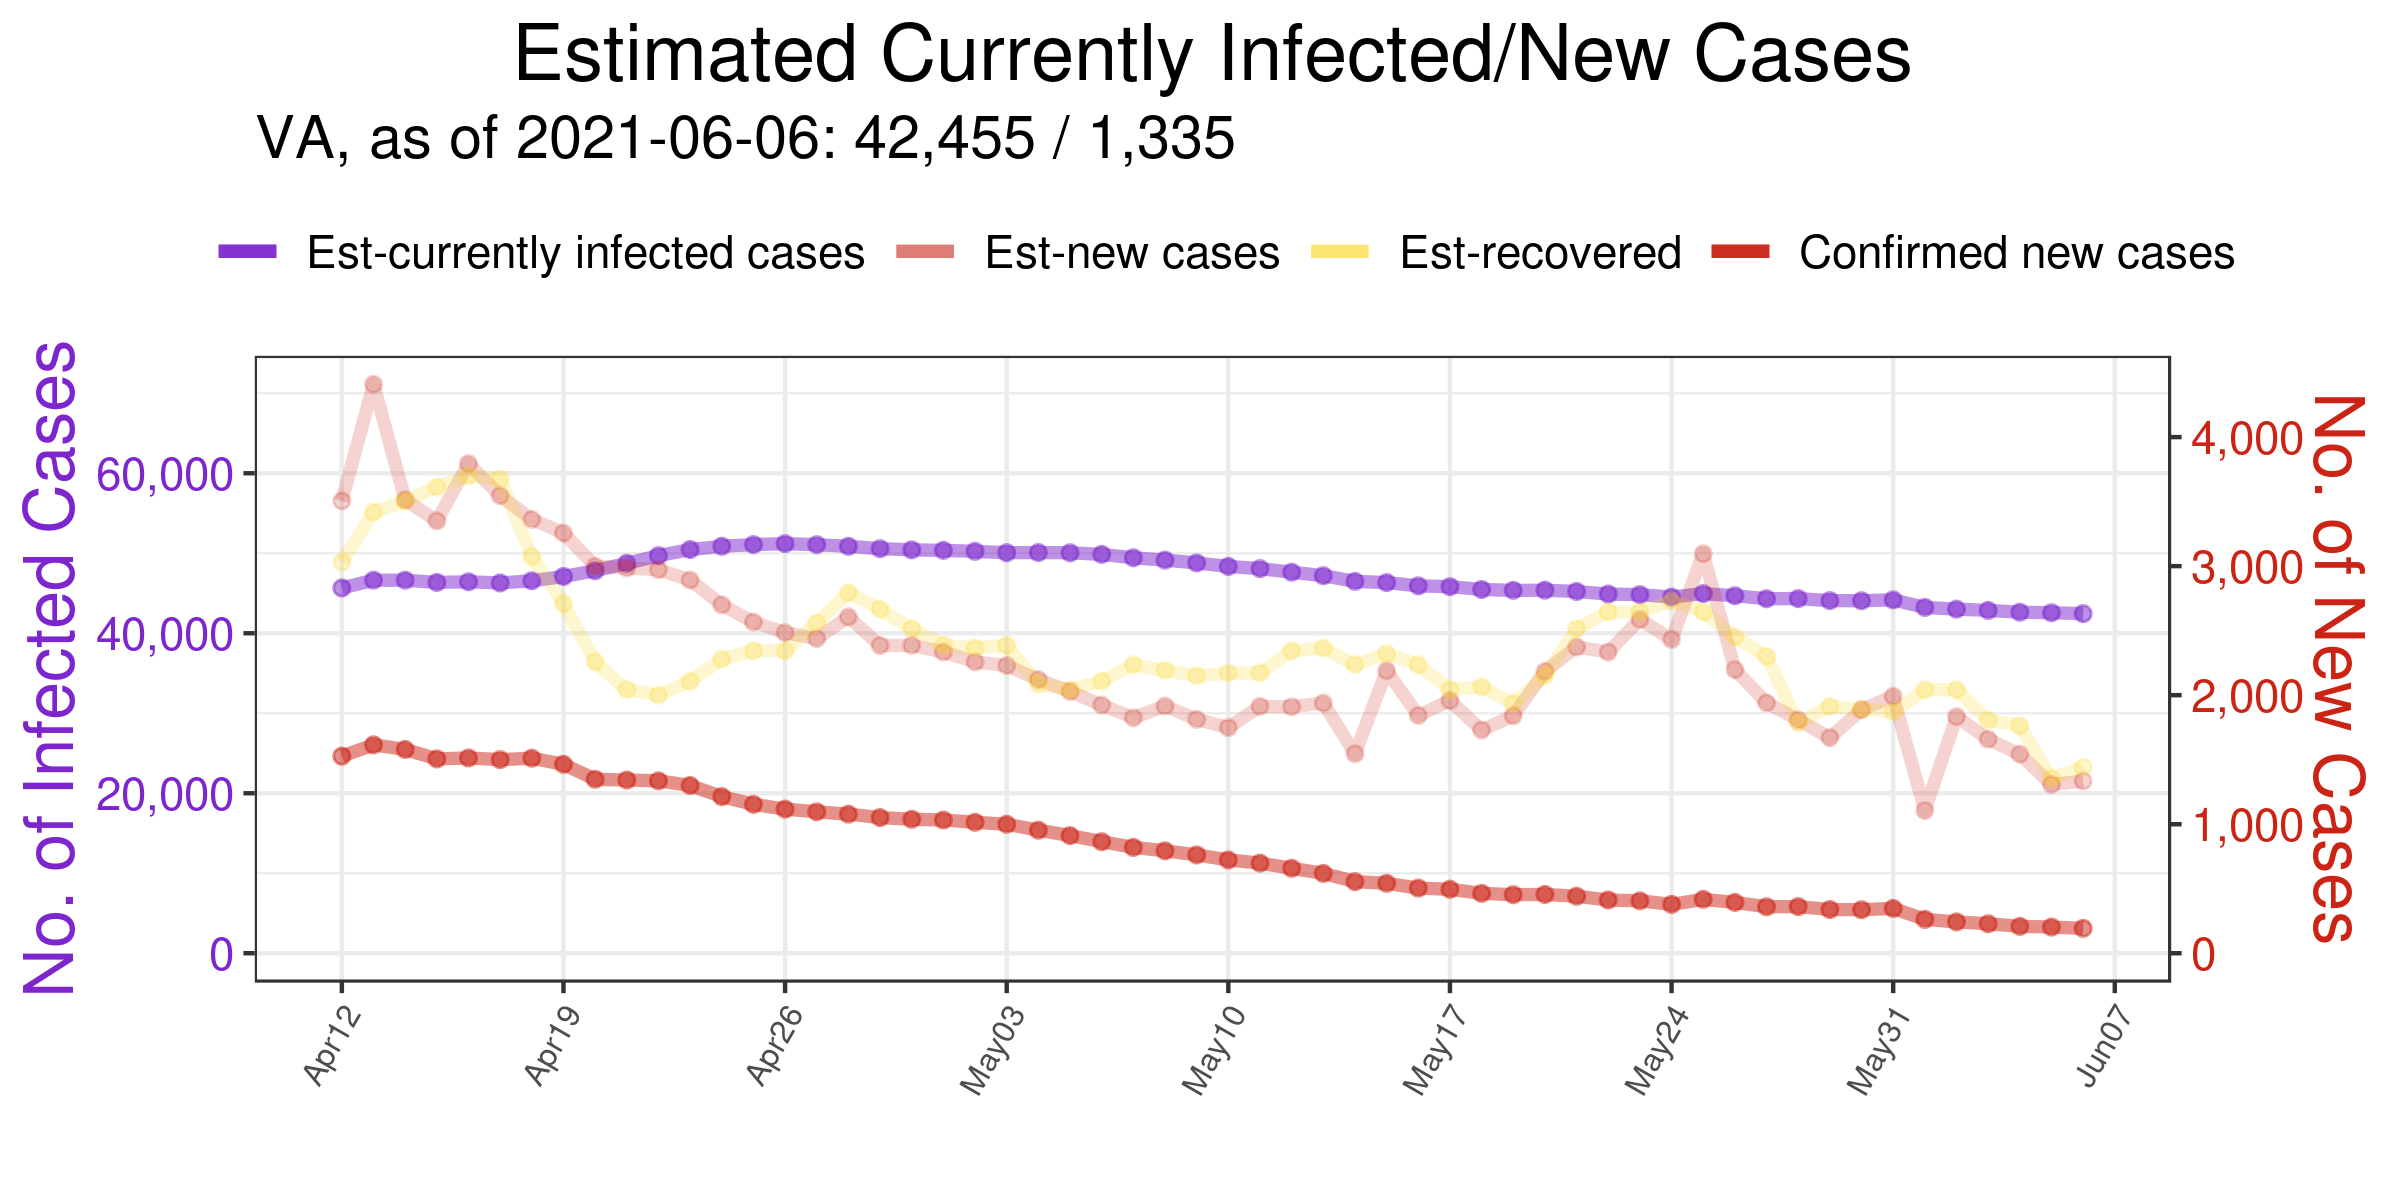 Estimated Currently Infected/New Cases
VA, as of 2021-06-06: 42,455 / 1,335
Est-currently infected cases Est-new cases Est-recovered Confirmed new cases
No. of Infected Cases
60,000
40,000
20,000
0
4,000
3,000
2,000
1,000
0
No. of New Cases
Apr12 Apr19 Apr26 May03 May10 May17 May24 May31 Jun07